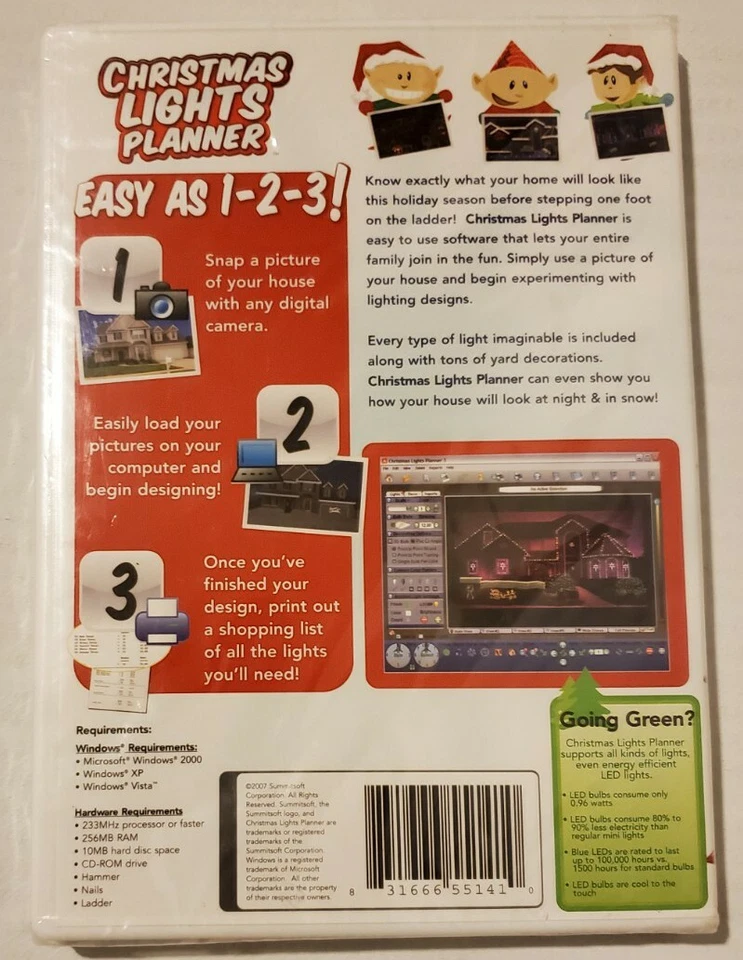 CHRISTMAS
LIGHTS
PLANNER
EASY AS 1-2-3!
1
Snap a picture
of your house
with any digital
camera.
Easily load your
pictures on your
computer and
begin designing!
2
3
Once you've
finished your
design, print out
a shopping list
of all the lights
you'll need!
Know exactly what your home will look like
this holiday season before stepping one foot
on the ladder! Christmas Lights Planner is
easy to use software that lets your entire
family join in the fun. Simply use a picture of
your house and begin experimenting with
lighting designs.
Every type of light imaginable is included
along with tons of yard decorations.
Christmas Lights Planner can even show you
how your house will look at night & in snow!
Christmas Lights Planner
Requirements:
Windows® Requirements:
• Microsoft® Windows® 2000
• Windows® XP
• Windows® Vista™
Hardware Requirements
• 233MHz processor or faster
• 256MB RAM
• 10MB hard disc space
• CD-ROM drive
• Hammer
• Nails
• Ladder
©2007 Summitsoft
Corporation. All Rights
Reserved. Summitsoft, the
Summitsoft logo, and
Christmas Lights Planner are
trademarks or registered
trademarks of the
Summitsoft Corporation.
Windows is a registered
trademark of Microsoft
Corporation. All other
trademarks are the property
of their respective owners.
8 31666 55141 0
Going Green?
Christmas Lights Planner
supports all kinds of lights,
even energy efficient
LED lights.
• LED bulbs consume only
0.96 watts
• LED bulbs consume 80% to
90% less electricity than
regular mini lights
• Blue LEDs are rated to last
up to 100,000 hours vs.
1500 hours for standard bulbs
• LED bulbs are cool to the
touch